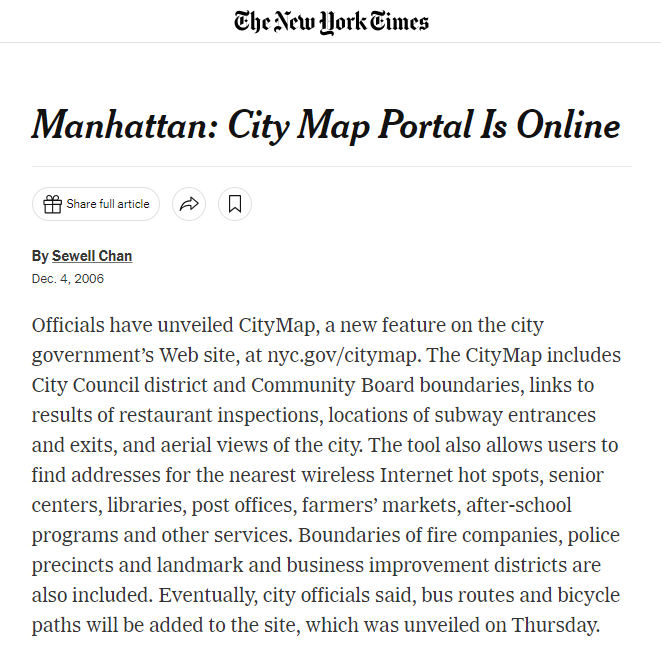 The New York Times
Manhattan: City Map Portal Is Online
Share full article
By Sewell Chan
Dec. 4, 2006
Officials have unveiled CityMap, a new feature on the city
government’s Web site, at nyc.gov/citymap. The CityMap includes
City Council district and Community Board boundaries, links to
results of restaurant inspections, locations of subway entrances
and exits, and aerial views of the city. The tool also allows users to
find addresses for the nearest wireless Internet hot spots, senior
centers, libraries, post offices, farmers’ markets, after-school
programs and other services. Boundaries of fire companies, police
precincts and landmark and business improvement districts are
also included. Eventually, city officials said, bus routes and bicycle
paths will be added to the site, which was unveiled on Thursday.